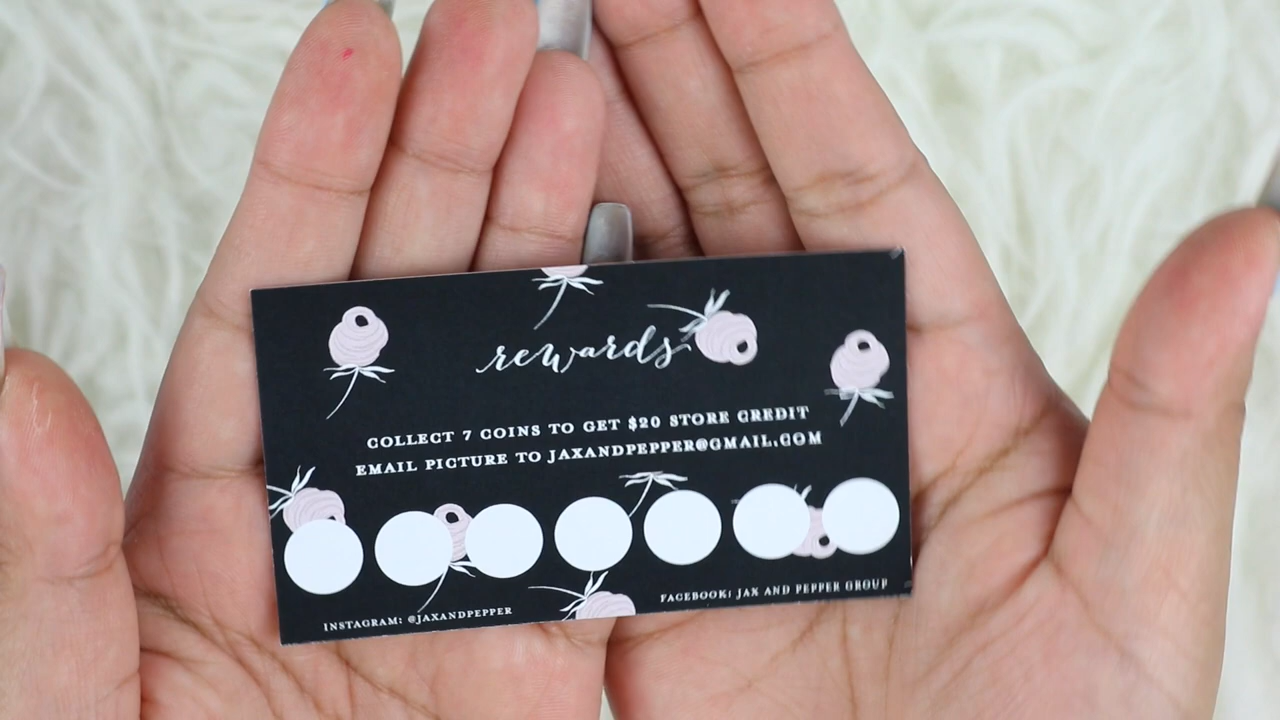 rewards
COLLECT 7 COINS TO GET $20 STORE CREDIT
EMAIL PICTURE TO JAXANDPEPPER@GMAIL.COM
INSTAGRAM: @JAXANDPEPPER
FACEBOOK: JAX AND PEPPER GROUP